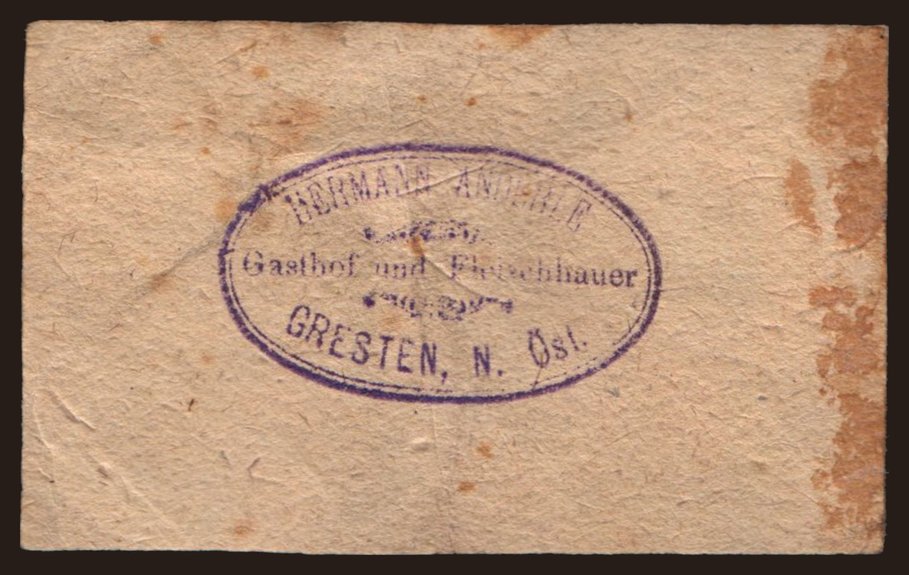 HERMANN
Gasthof und Fleischhauer
GRESTEN, N. Öst.